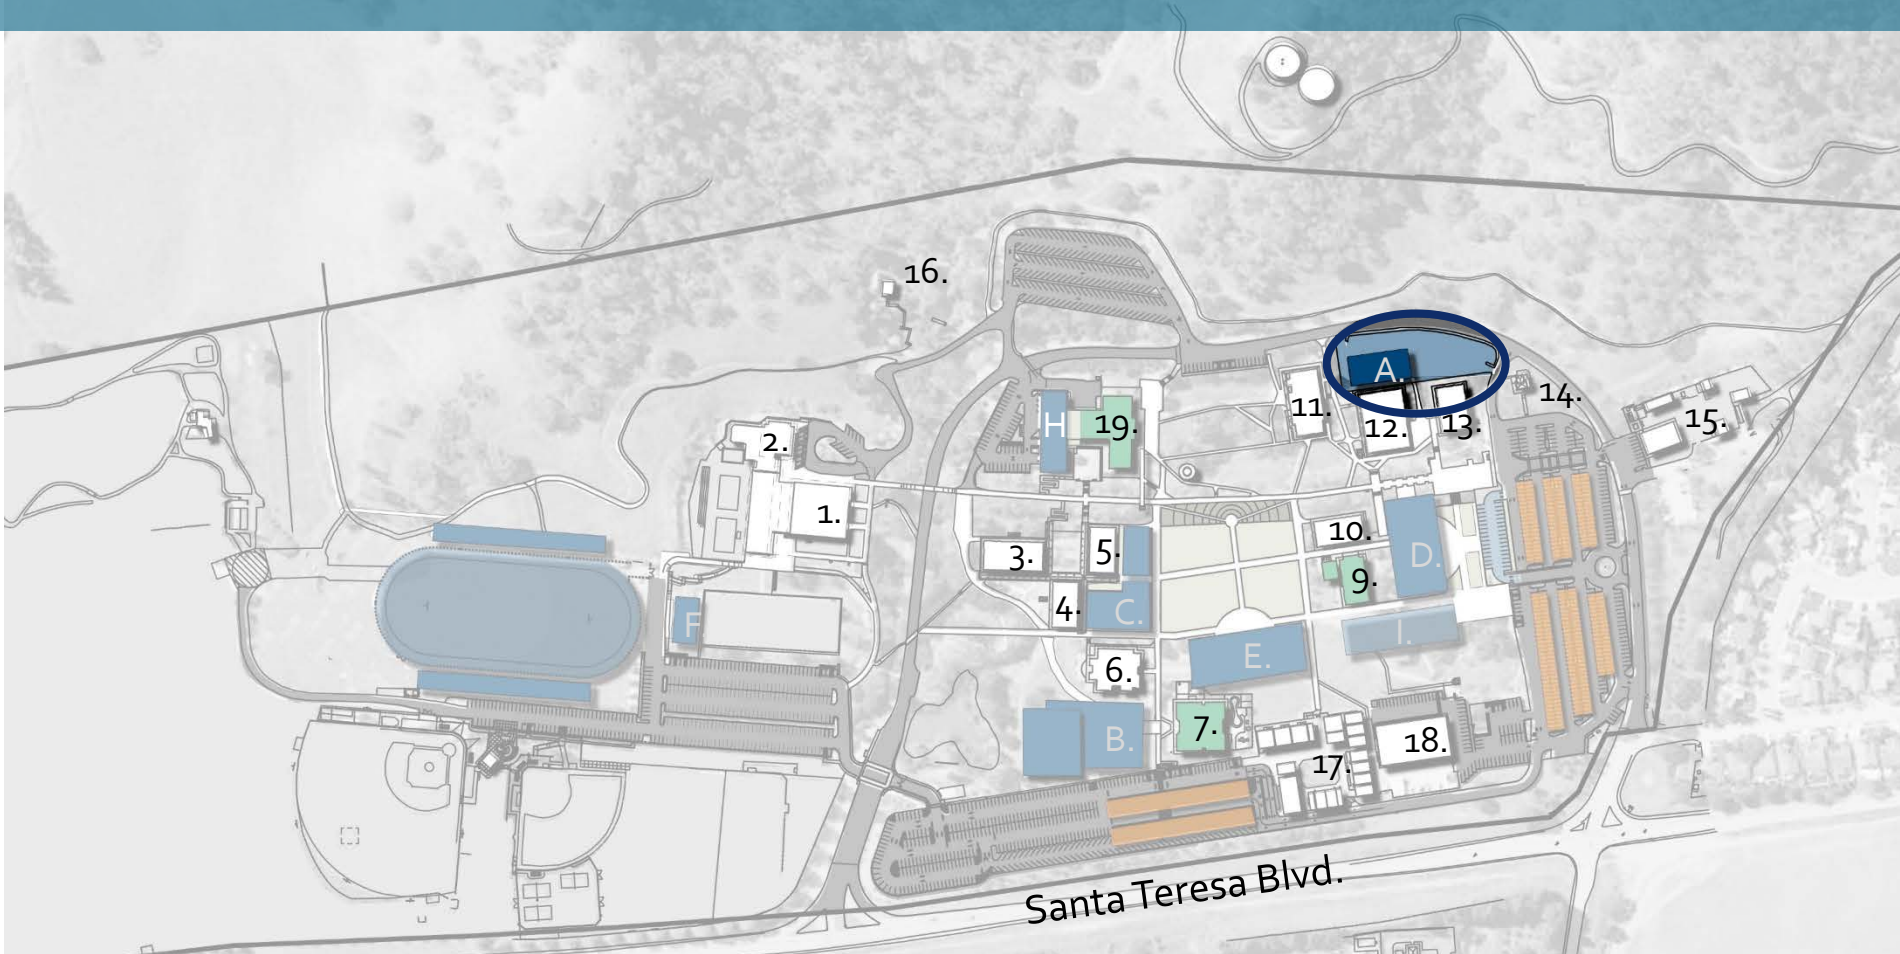 16.
A.
14.
11.
12.
13.
15.
H
19.
2.
1.
10.
3.
5.
D.
9.
4.
C.
F
I.
E.
6.
B.
7.
18.
17.
Santa Teresa Blvd.